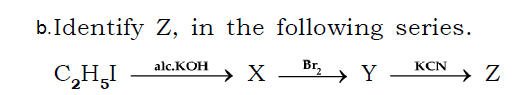 b.Identify Z, in the following series.
C₂H₅I —alc.KOH→ X —Br₂→ Y —KCN→ Z